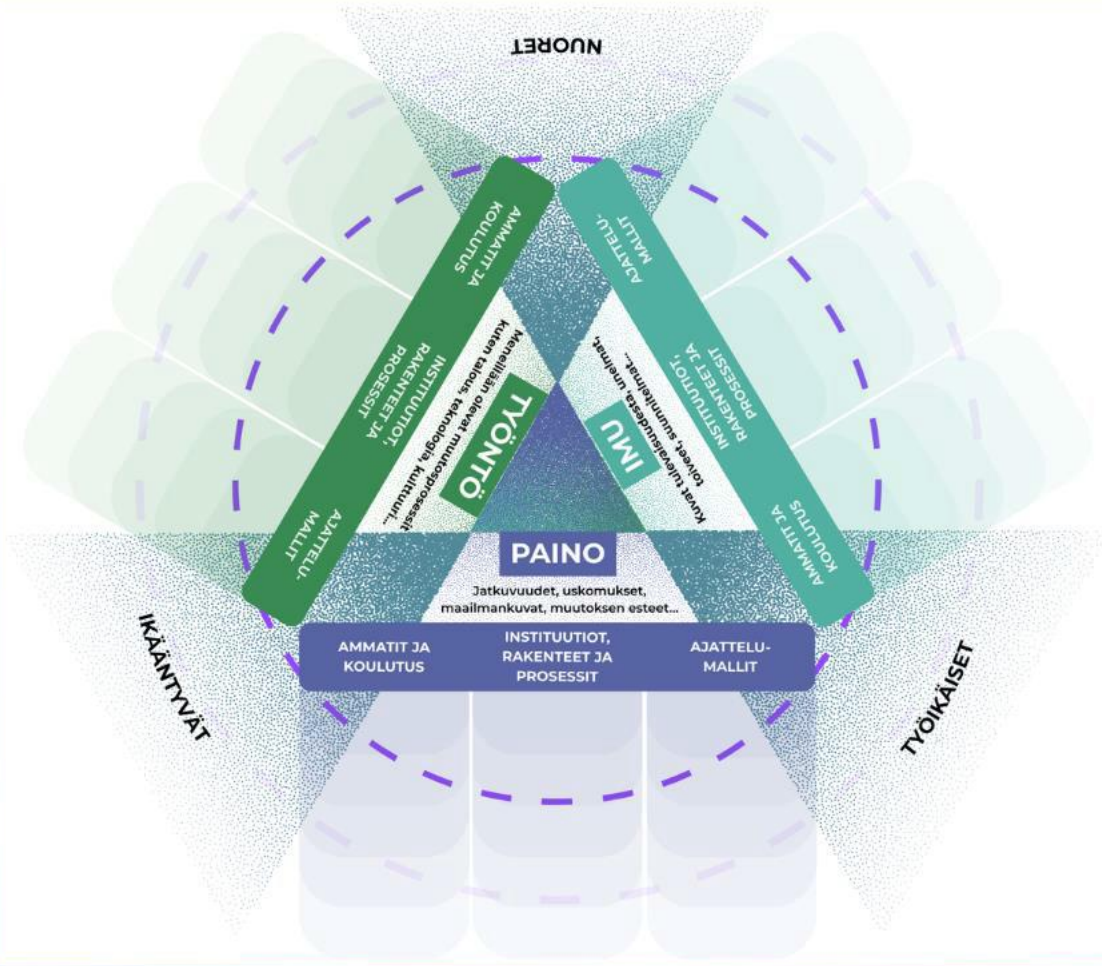 NUORET
AMMATIT JA
KOULUTUS
INSTITUUTIOT,
RAKENTEET JA
PROSESSIT
AJATTELU-
MALLIT
Meneillään olevat muutosprosessit
kuten talous, teknologia, kulttuuri...
TYÖNTÖ
AJATTELU-
MALLIT
INSTITUUTIOT,
RAKENTEET JA
PROSESSIT
AMMATIT JA
KOULUTUS
IMU
Kuvat tulevaisuudesta, unelmat,
toiveet, suunnitelmat...
PAINO
Jatkuvuudet, uskomukset,
maailmankuvat, muutoksen esteet...
AMMATIT JA
KOULUTUS
INSTITUUTIOT,
RAKENTEET JA
PROSESSIT
AJATTELU-
MALLIT
IKÄÄNTYVÄT
TYÖIKÄISET